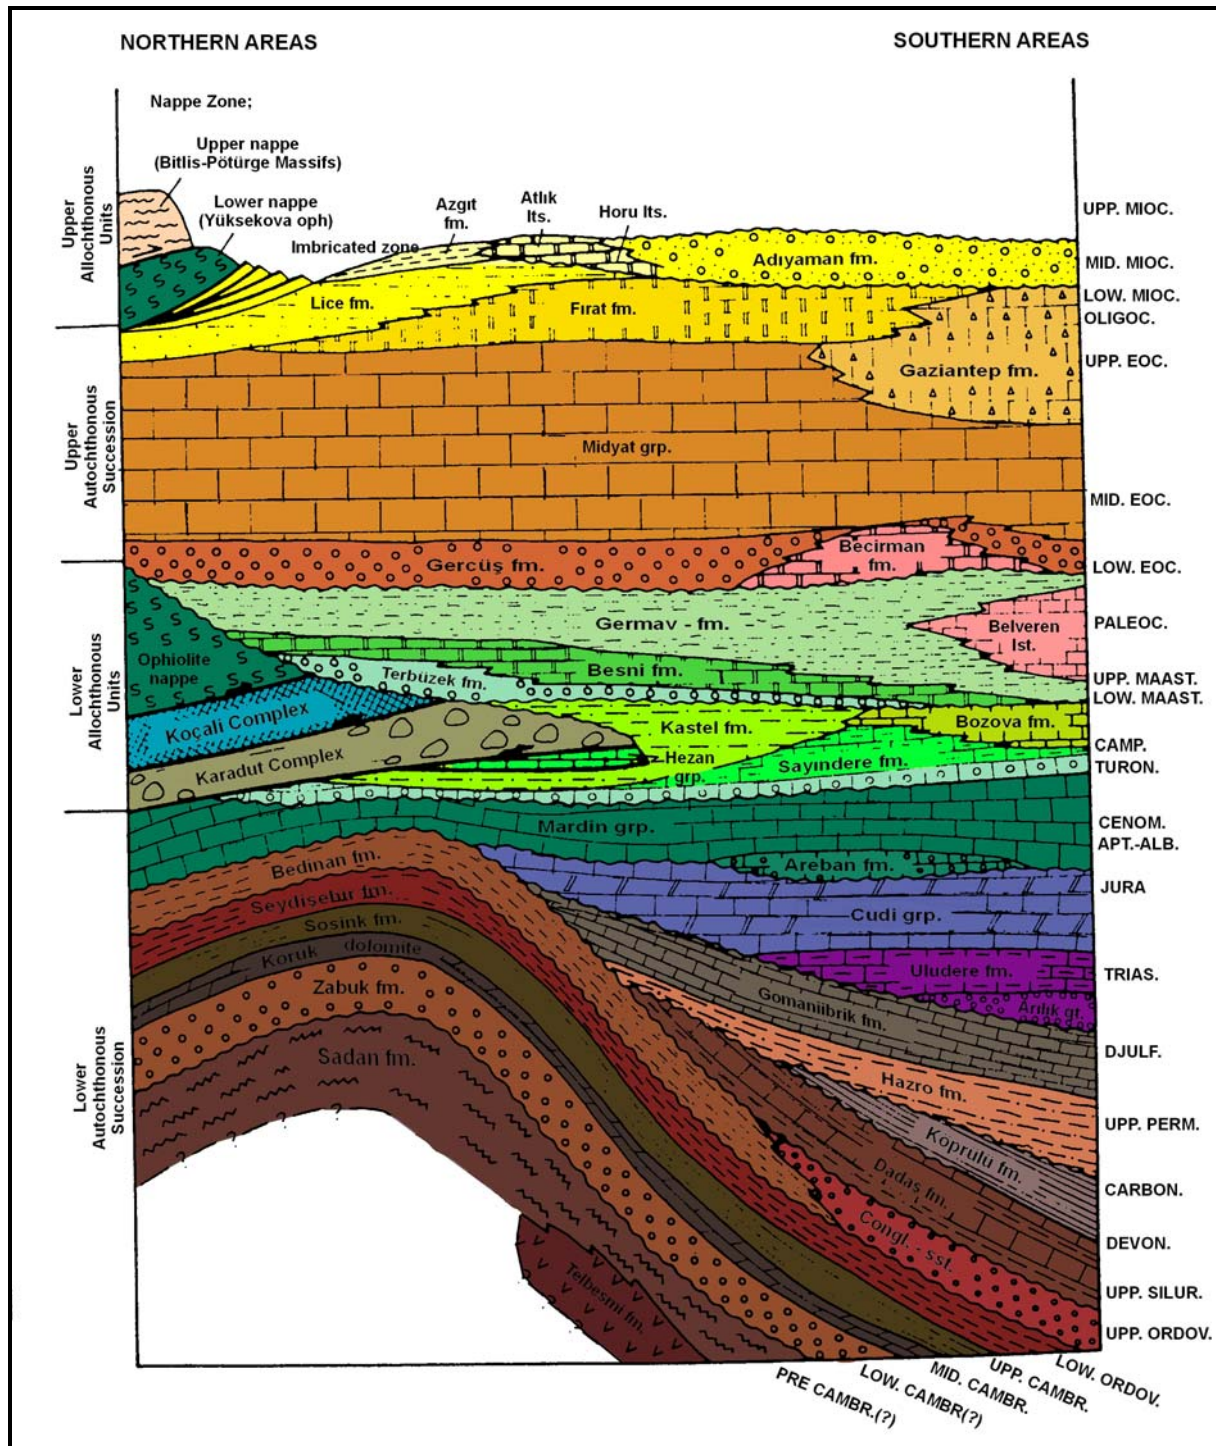 NORTHERN AREAS
SOUTHERN AREAS
Nappe Zone;
Upper nappe
(Bitlis-Pötürge Massifs)
Lower nappe
(Yüksekova oph)
Imbricated zone
Azgıt
fm.
Atlık
lts.
Horu lts.
Adıyaman fm.
Lice fm.
Fırat fm.
Gaziantep fm.
Midyat grp.
Gercüş fm.
Becirman
fm.
Germav - fm.
Belveren
lst.
Besni fm.
Terbüzek fm.
Ophiolite
nappe
Koçali Complex
Karadut Complex
Kastel fm.
Bozova fm.
Hezan
grp.
Sayındere fm.
Mardin grp.
Areban fm.
Bedinan fm.
Cudi grp.
Seydişehir fm.
Sosink fm.
Koruk dolomite
Uludere fm.
Zabuk fm.
Gomaniibrik fm.
Arılık gt.
Sadan fm.
Hazro fm.
Köprülü fm.
Dadaş fm.
Congl. - sst.
Telbesmi fm.
Upper
Allochthonous
Units
Upper
Autochthonous
Succession
Lower
Allochthonous
Units
Lower
Autochthonous
Succession
UPP. MIOC.
MID. MIOC.
LOW. MIOC.
OLIGOC.
UPP. EOC.
MID. EOC.
LOW. EOC.
PALEOC.
UPP. MAAST.
LOW. MAAST.
CAMP.
TURON.
CENOM.
APT.-ALB.
JURA
TRIAS.
DJULF.
UPP. PERM.
CARBON.
DEVON.
UPP. SILUR.
UPP. ORDOV.
LOW. ORDOV.
UPP. CAMBR.
MID. CAMBR.
LOW. CAMBR(?)
PRE CAMBR.(?)